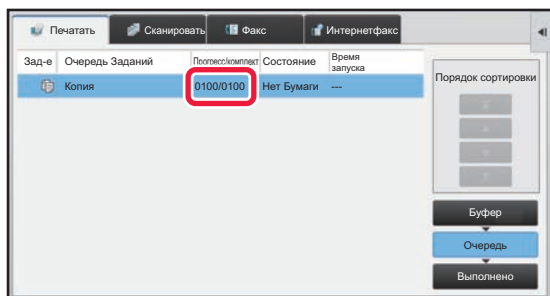 Печатать
Сканировать
Факс
Интернетфакс
Зад-е Очередь Заданий Прогресс/комплект Состояние Время запуска
Копия 0100/0100 Нет Бумаги ---
Порядок сортировки
Буфер
Очередь
Выполнено